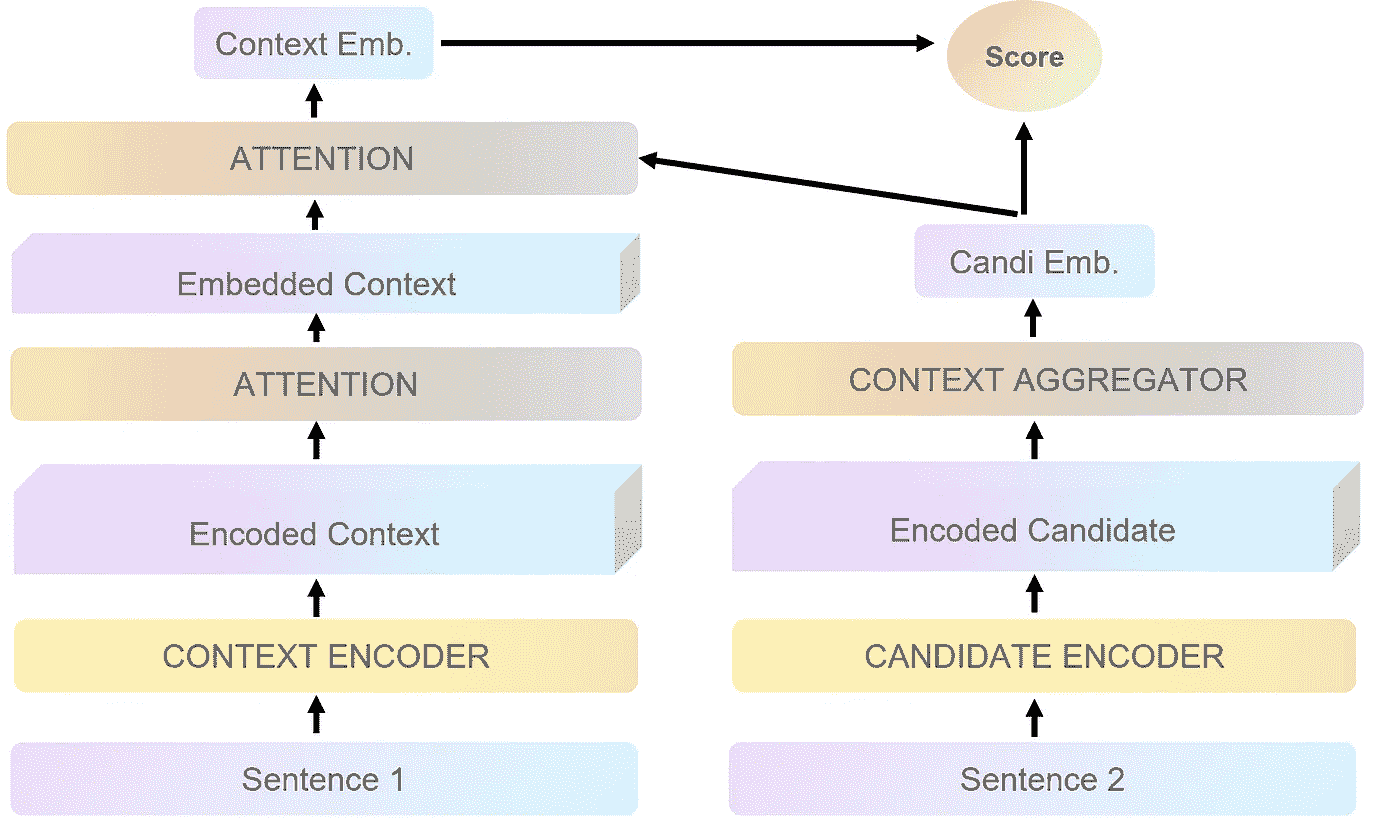 Context Emb.
Score
ATTENTION
Embedded Context
Candi Emb.
ATTENTION
CONTEXT AGGREGATOR
Encoded Context
Encoded Candidate
CONTEXT ENCODER
CANDIDATE ENCODER
Sentence 1
Sentence 2